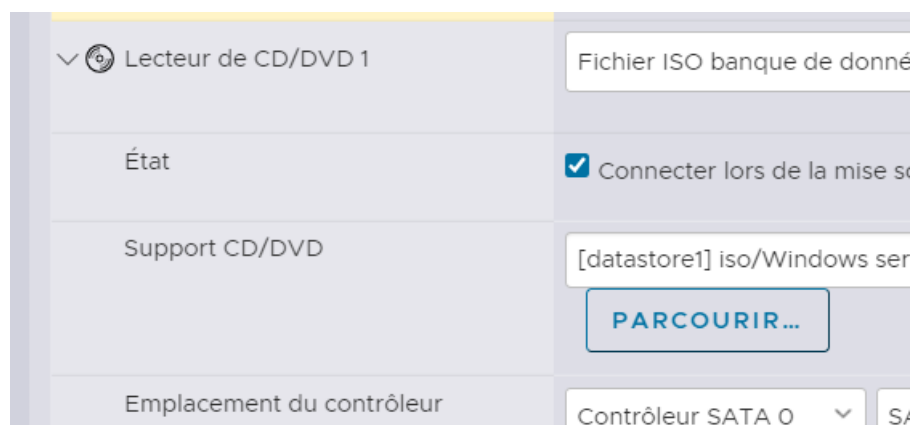 Lecteur de CD/DVD 1
Fichier ISO banque de donné
État
Connecter lors de la mise so
Support CD/DVD
[datastore1] iso/Windows ser
PARCOURIR...
Emplacement du contrôleur
Contrôleur SATA 0
SA